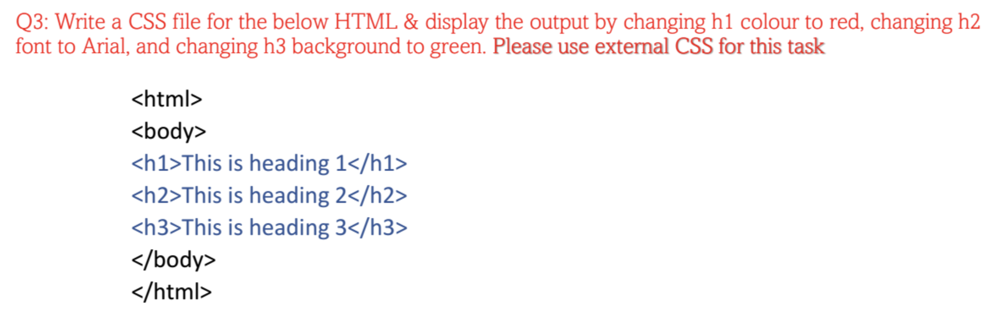 Q3: Write a CSS file for the below HTML & display the output by changing h1 colour to red, changing h2
font to Arial, and changing h3 background to green. Please use external CSS for this task
<html>
<body>
<h1>This is heading 1</h1>
<h2>This is heading 2</h2>
<h3>This is heading 3</h3>
</body>
</html>